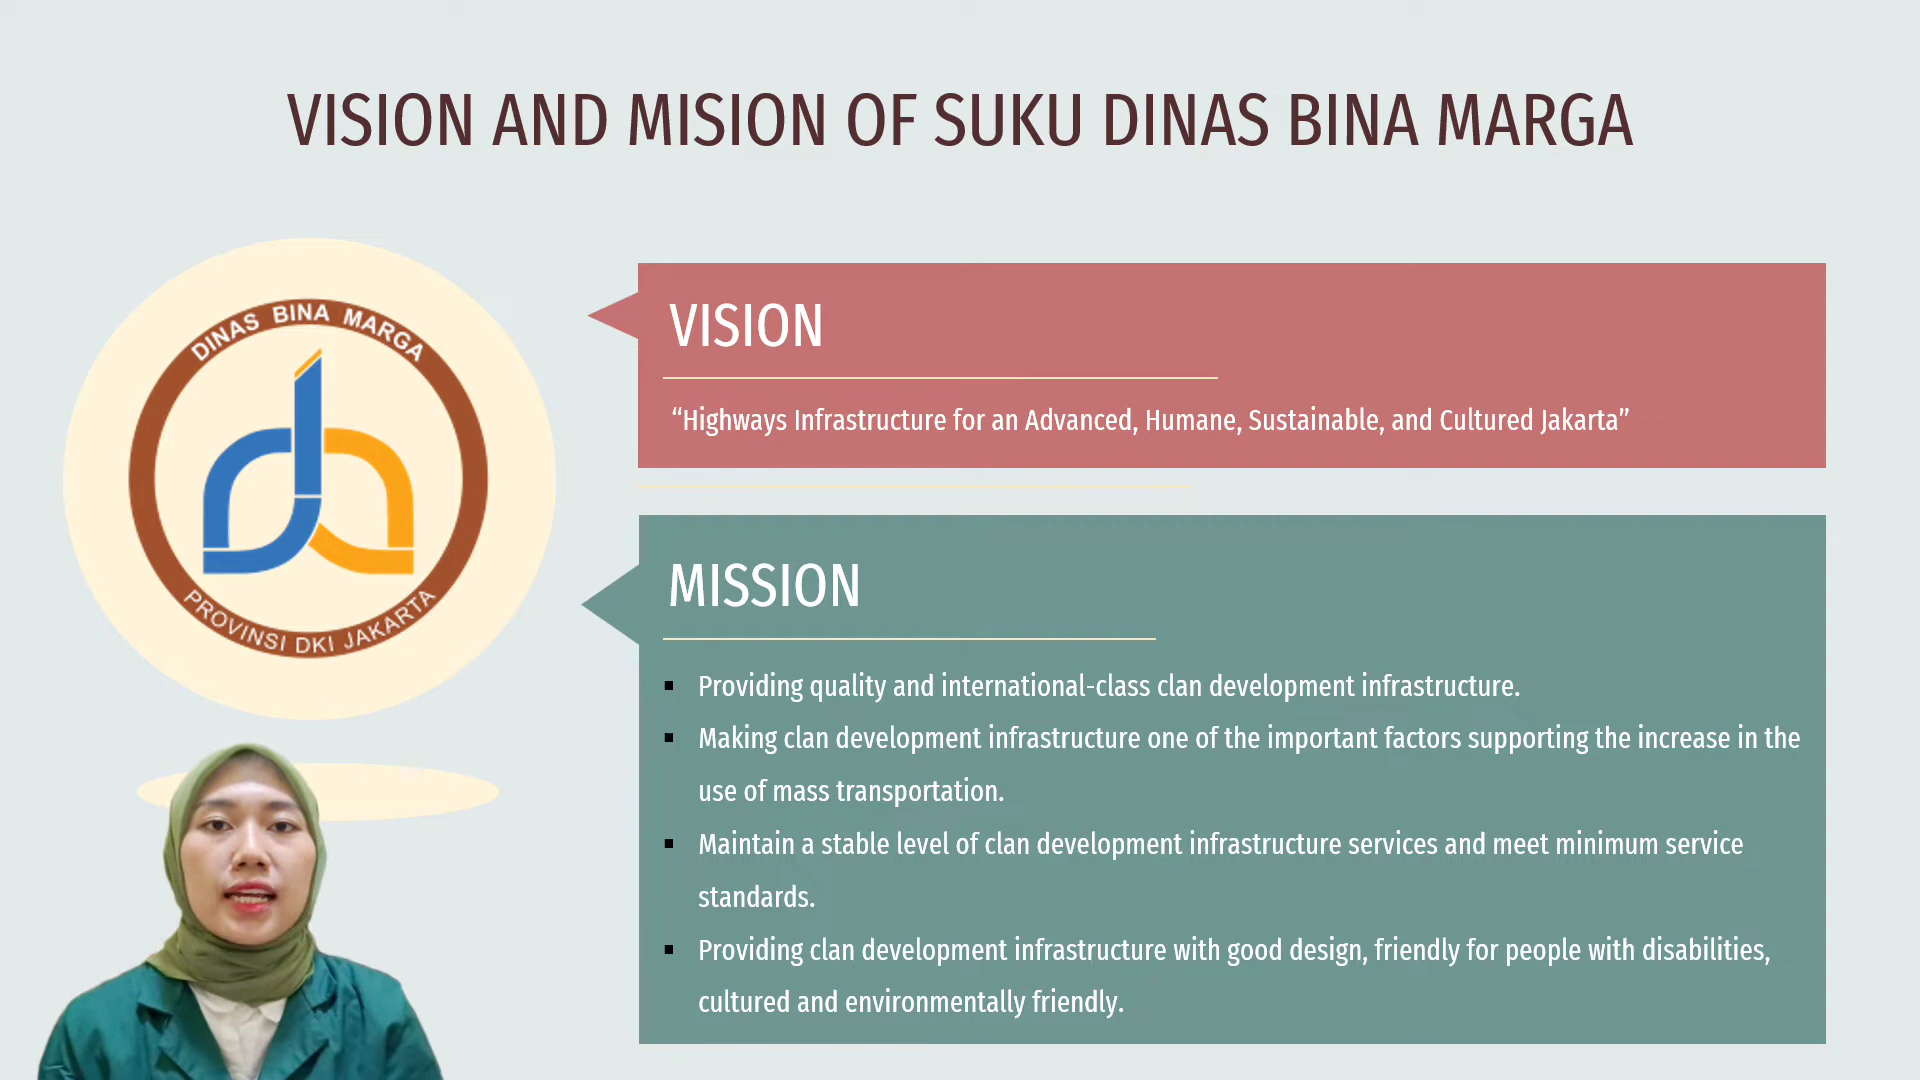 VISION AND MISION OF SUKU DINAS BINA MARGA
DINAS BINA MARGA
PROVINSI DKI JAKARTA
VISION
“Highways Infrastructure for an Advanced, Humane, Sustainable, and Cultured Jakarta”
MISSION
▪ Providing quality and international-class clan development infrastructure.
▪ Making clan development infrastructure one of the important factors supporting the increase in the
use of mass transportation.
▪ Maintain a stable level of clan development infrastructure services and meet minimum service
standards.
▪ Providing clan development infrastructure with good design, friendly for people with disabilities,
cultured and environmentally friendly.